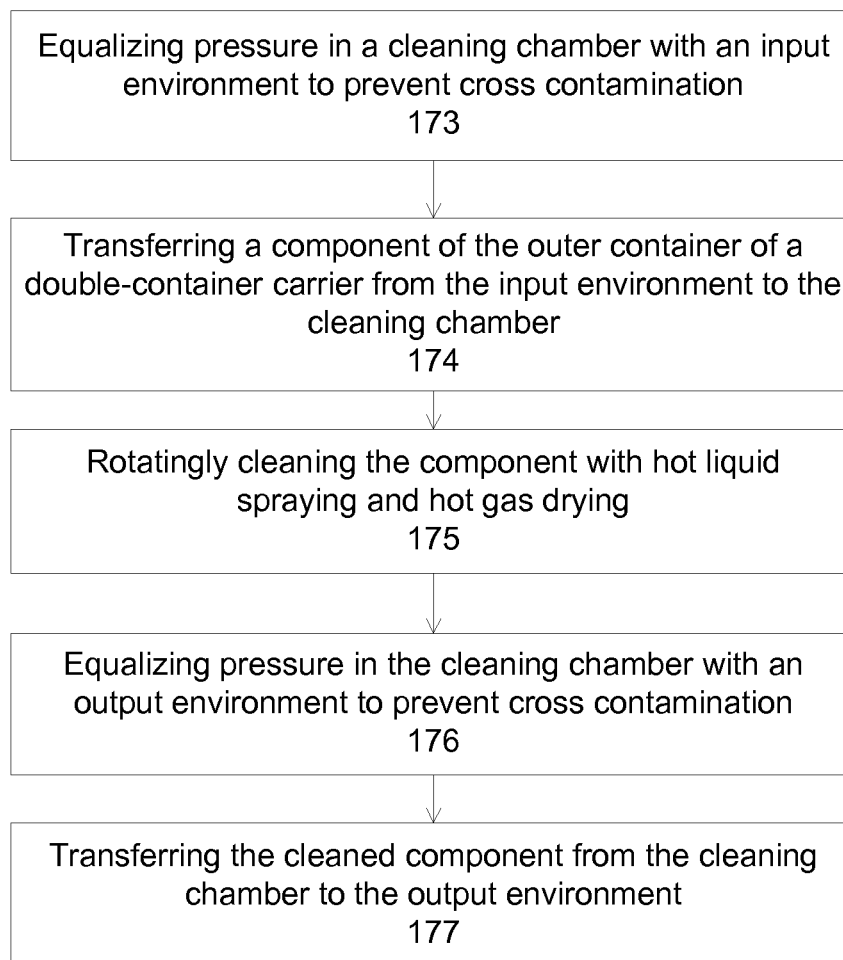 Equalizing pressure in a cleaning chamber with an input
environment to prevent cross contamination
173
Transferring a component of the outer container of a
double-container carrier from the input environment to the
cleaning chamber
174
Rotatingly cleaning the component with hot liquid
spraying and hot gas drying
175
Equalizing pressure in the cleaning chamber with an
output environment to prevent cross contamination
176
Transferring the cleaned component from the cleaning
chamber to the output environment
177